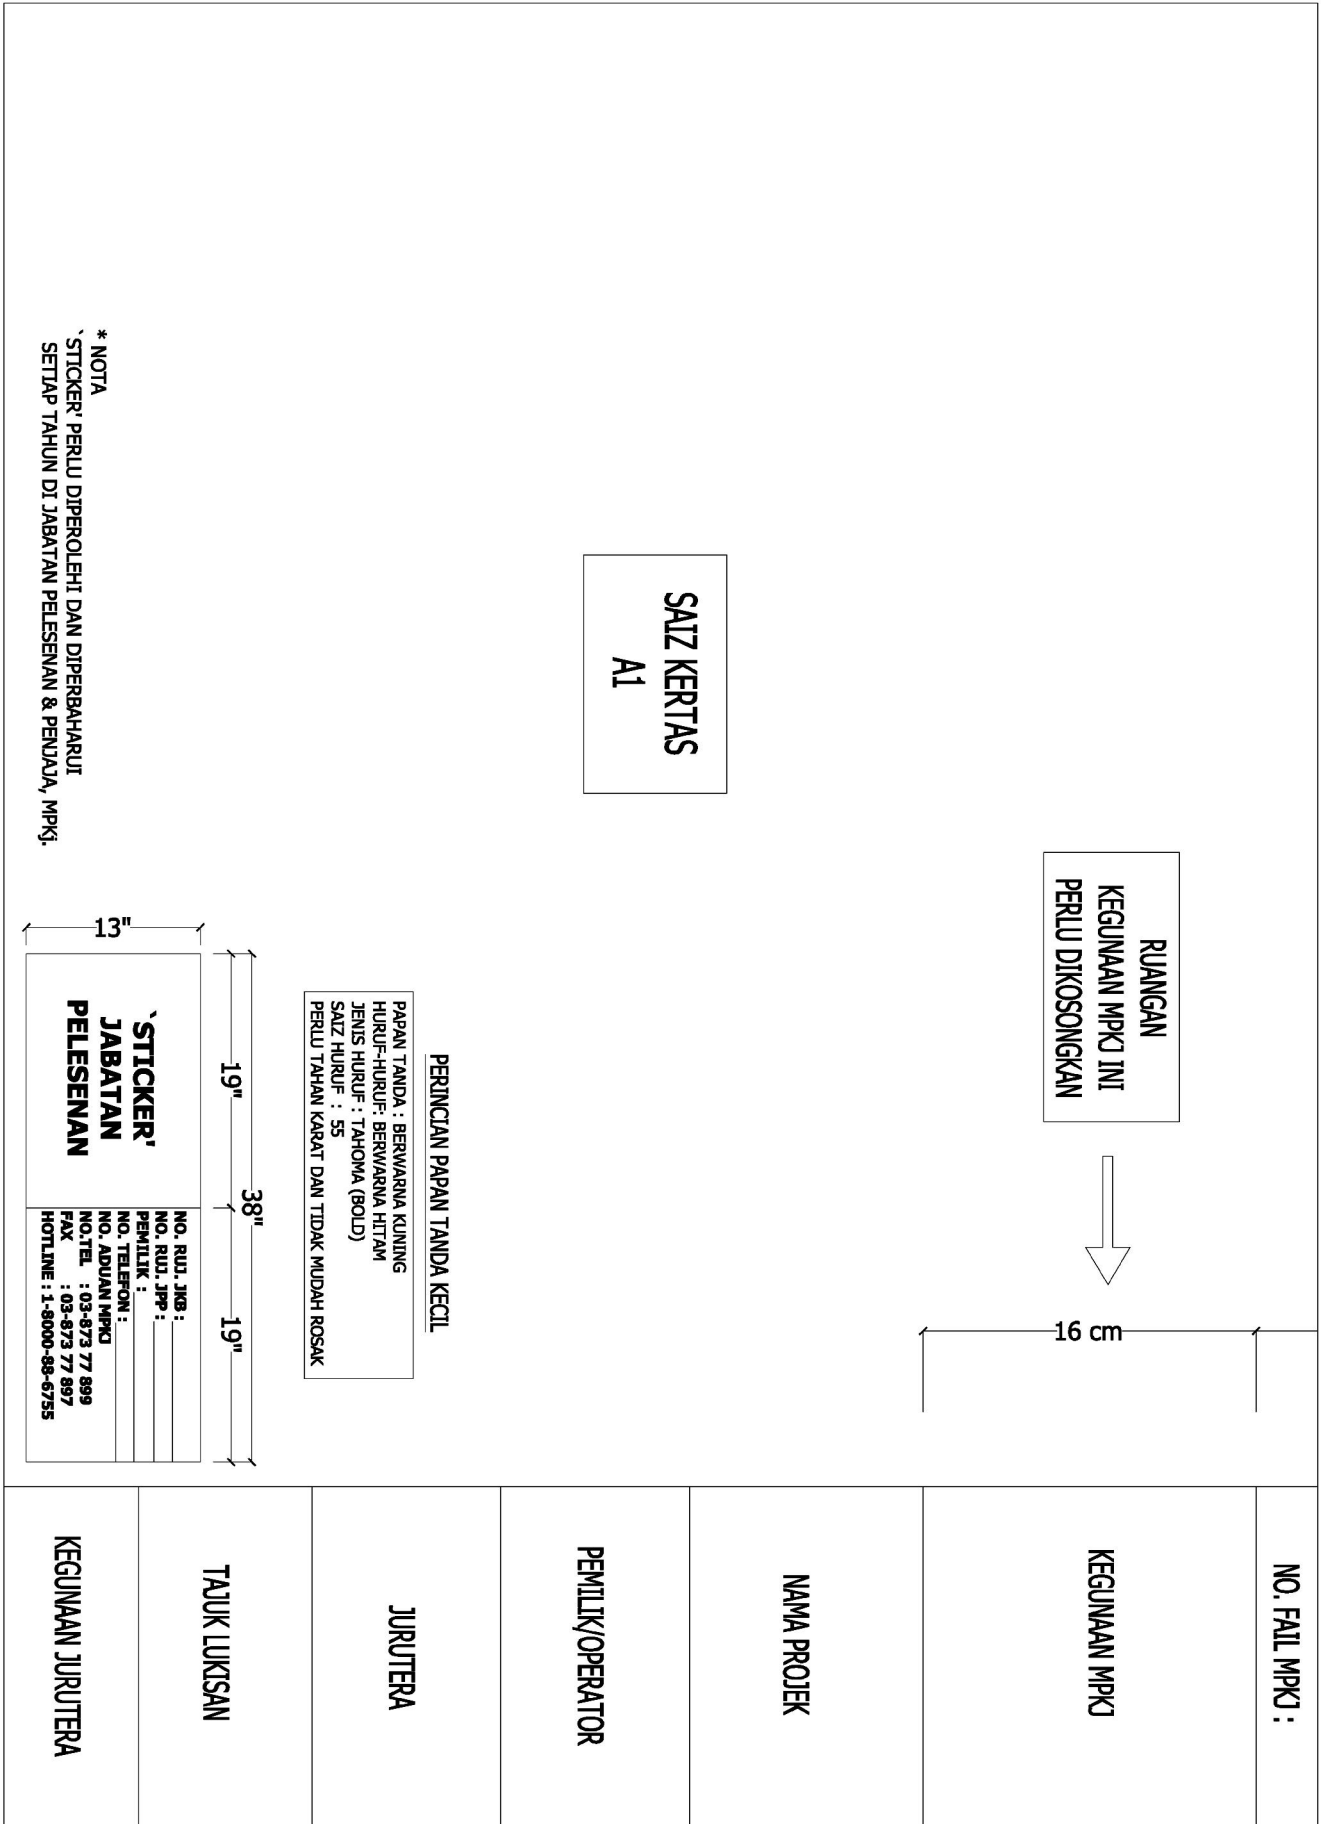 NO. FAIL MPKJ :
KEGUNAAN MPKJ
NAMA PROJEK
PEMILIK/OPERATOR
JURUTERA
TAJUK LUKISAN
KEGUNAAN JURUTERA
RUANGAN
KEGUNAAN MPKJ INI
PERLU DIKOSONGKAN
16 cm
SAIZ KERTAS
A1
PERINCIAN PAPAN TANDA KECIL
PAPAN TANDA : BERWARNA KUNING
HURUF-HURUF: BERWARNA HITAM
JENIS HURUF : TAHOMA (BOLD)
SAIZ HURUF : 55
PERLU TAHAN KARAT DAN TIDAK MUDAH ROSAK
38"
19"
19"
13"
`STICKER'
JABATAN
PELESENAN
NO. RUJ. JKB :
NO. RUJ. JPP :
PEMILIK :
NO. TELEFON :
NO. ADUAN MPKJ
NO.TEL : 03-873 77 899
FAX : 03-873 77 897
HOTLINE : 1-8000-88-6755
* NOTA
`STICKER' PERLU DIPEROLEHI DAN DIPERBAHARUI
SETIAP TAHUN DI JABATAN PELESENAN & PENJAJA, MPKj.